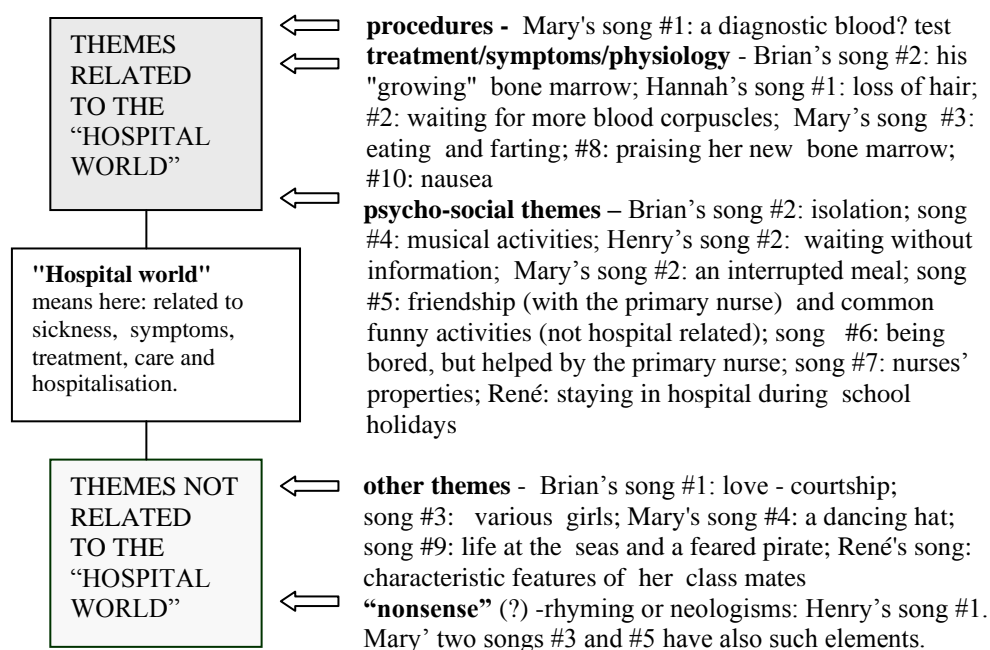 THEMES
RELATED
TO THE
“HOSPITAL
WORLD”
procedures - Mary's song #1: a diagnostic blood? test
treatment/symptoms/physiology - Brian’s song #2: his
"growing" bone marrow; Hannah’s song #1: loss of hair;
#2: waiting for more blood corpuscles; Mary’s song #3:
eating and farting; #8: praising her new bone marrow;
#10: nausea
psycho-social themes – Brian’s song #2: isolation; song
#4: musical activities; Henry’s song #2: waiting without
information; Mary’s song #2: an interrupted meal; song
#5: friendship (with the primary nurse) and common
funny activities (not hospital related); song #6: being
bored, but helped by the primary nurse; song #7: nurses’
properties; René: staying in hospital during school
holidays
"Hospital world"
means here: related to
sickness, symptoms,
treatment, care and
hospitalisation.
THEMES NOT
RELATED
TO THE
“HOSPITAL
WORLD”
other themes - Brian’s song #1: love - courtship;
song #3: various girls; Mary's song #4: a dancing hat;
song #9: life at the seas and a feared pirate; René's song:
characteristic features of her class mates
“nonsense” (?) -rhyming or neologisms: Henry’s song #1.
Mary’ two songs #3 and #5 have also such elements.